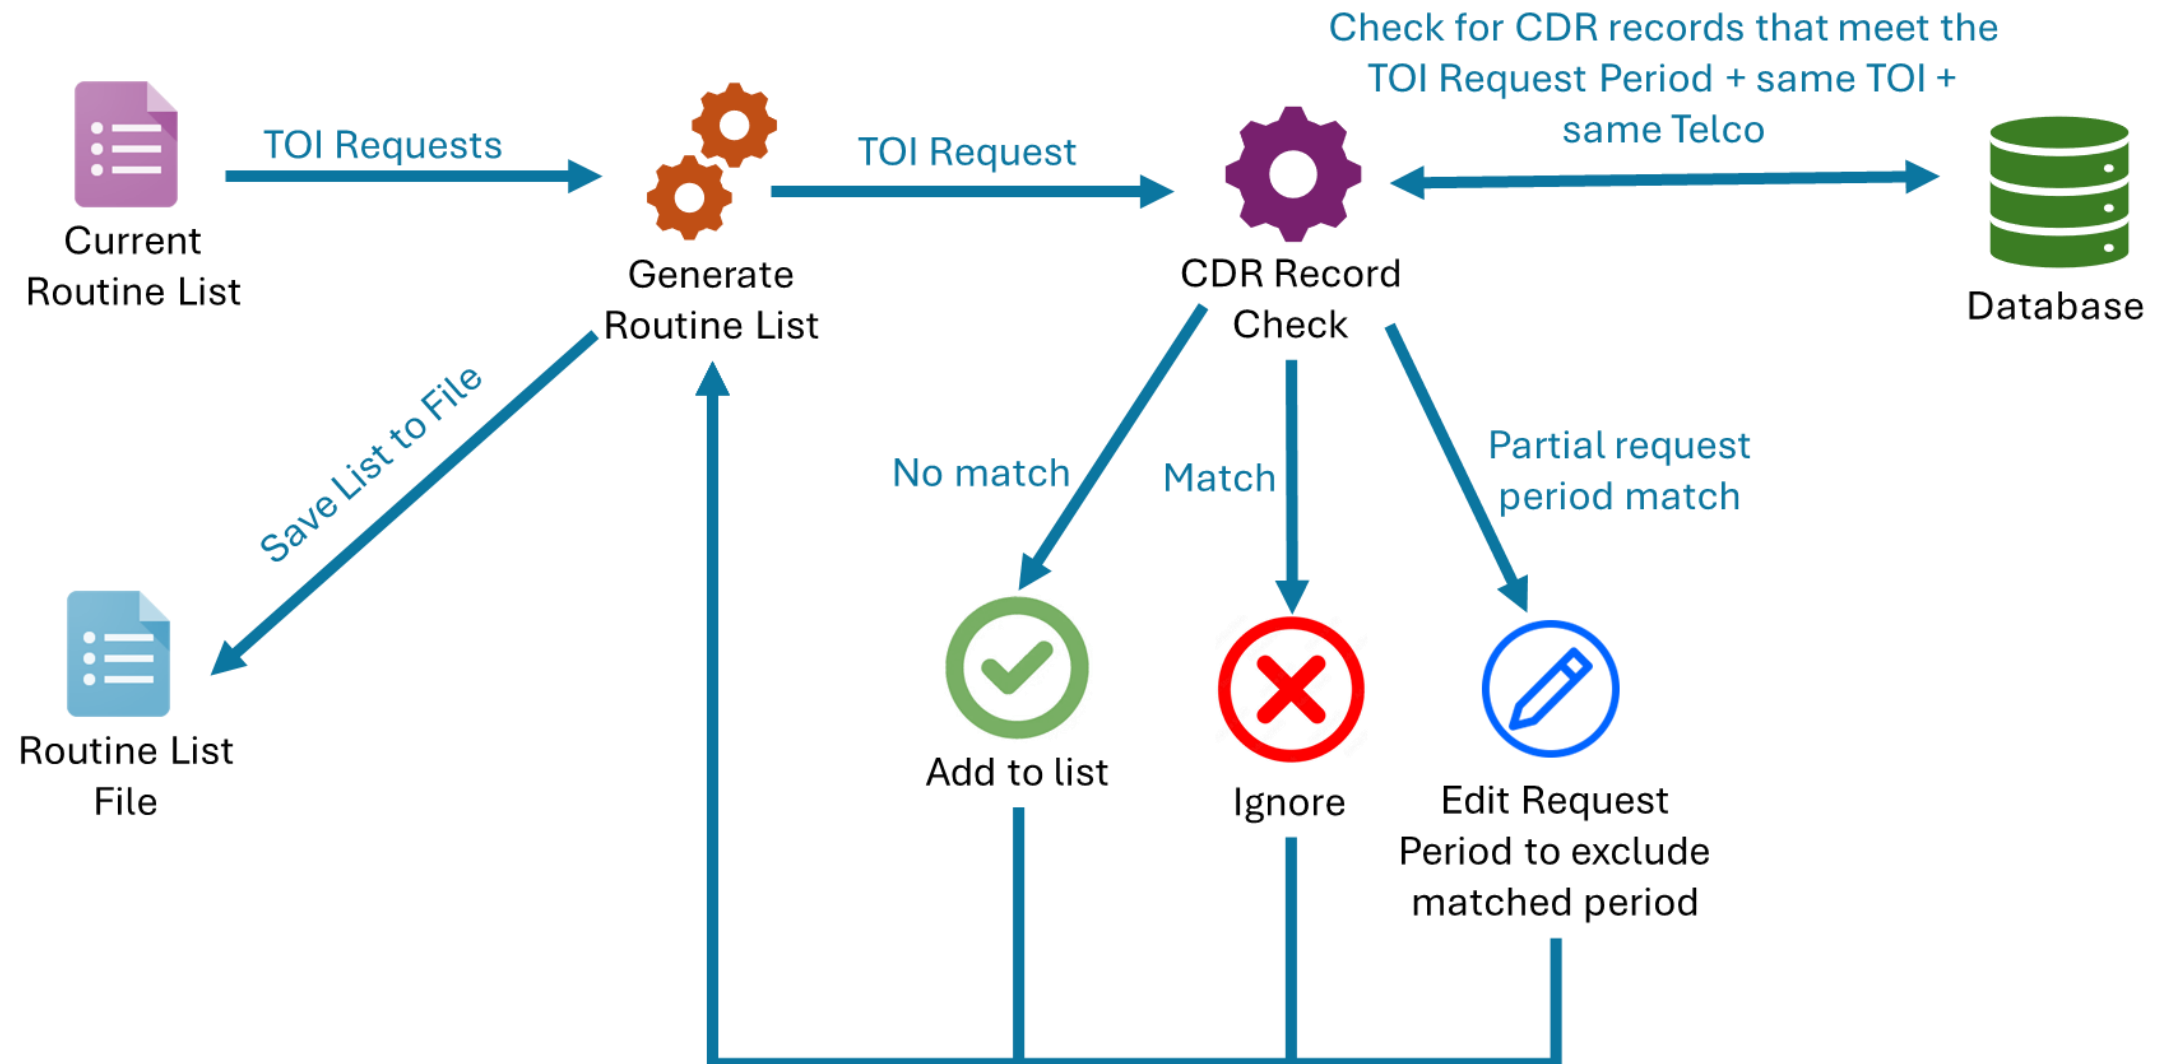 Check for CDR records that meet the
TOI Request Period + same TOI +
same Telco
TOI Requests
TOI Request
Current
Routine List
Generate
Routine List
CDR Record
Check
Database
Save List to File
No match
Match
Partial request
period match
Routine List
File
Add to list
Ignore
Edit Request
Period to exclude
matched period